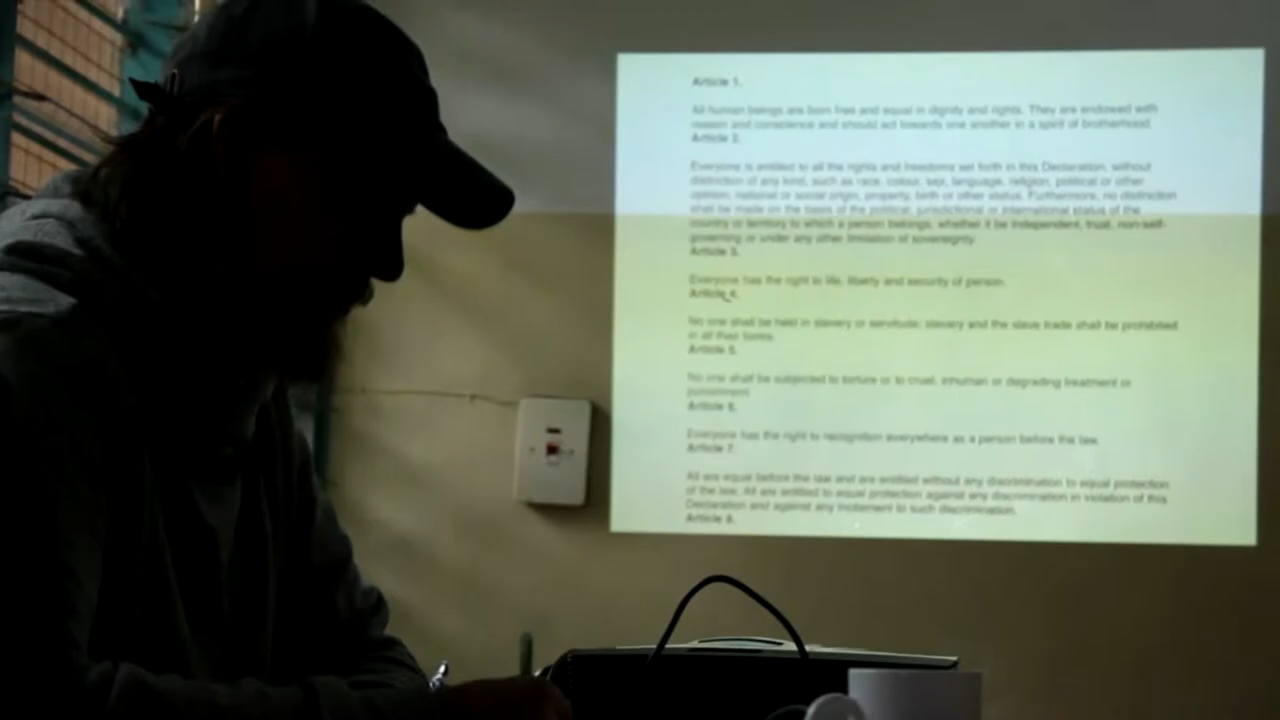 Article 1.
All human beings are born free and equal in dignity and rights. They are endowed with
reason and conscience and should act towards one another in a spirit of brotherhood.
Article 2.
Everyone is entitled to all the rights and freedoms set forth in this Declaration, without
distinction of any kind, such as race, colour, sex, language, religion, political or other
opinion, national or social origin, property, birth or other status. Furthermore, no distinction
shall be made on the basis of the political, jurisdictional or international status of the
country or territory to which a person belongs, whether it be independent, trust, non-self-
governing or under any other limitation of sovereignty.
Article 3.
Everyone has the right to life, liberty and security of person.
Article 4.
No one shall be held in slavery or servitude; slavery and the slave trade shall be prohibited
in all their forms.
Article 5.
No one shall be subjected to torture or to cruel, inhuman or degrading treatment or
punishment.
Article 6.
Everyone has the right to recognition everywhere as a person before the law.
Article 7.
All are equal before the law and are entitled without any discrimination to equal protection
of the law. All are entitled to equal protection against any discrimination in violation of this
Declaration and against any incitement to such discrimination.
Article 8.